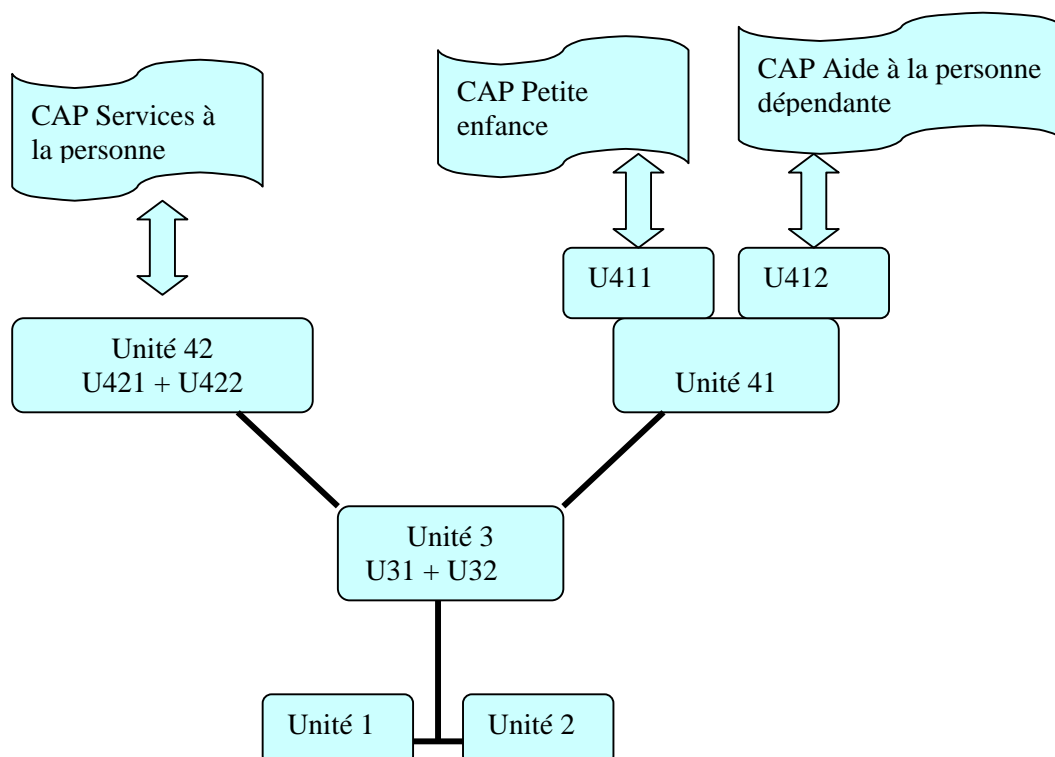 CAP Services à
la personne
CAP Petite
enfance
CAP Aide à la personne
dépendante
U411
U412
Unité 42
U421 + U422
Unité 41
Unité 3
U31 + U32
Unité 1
Unité 2